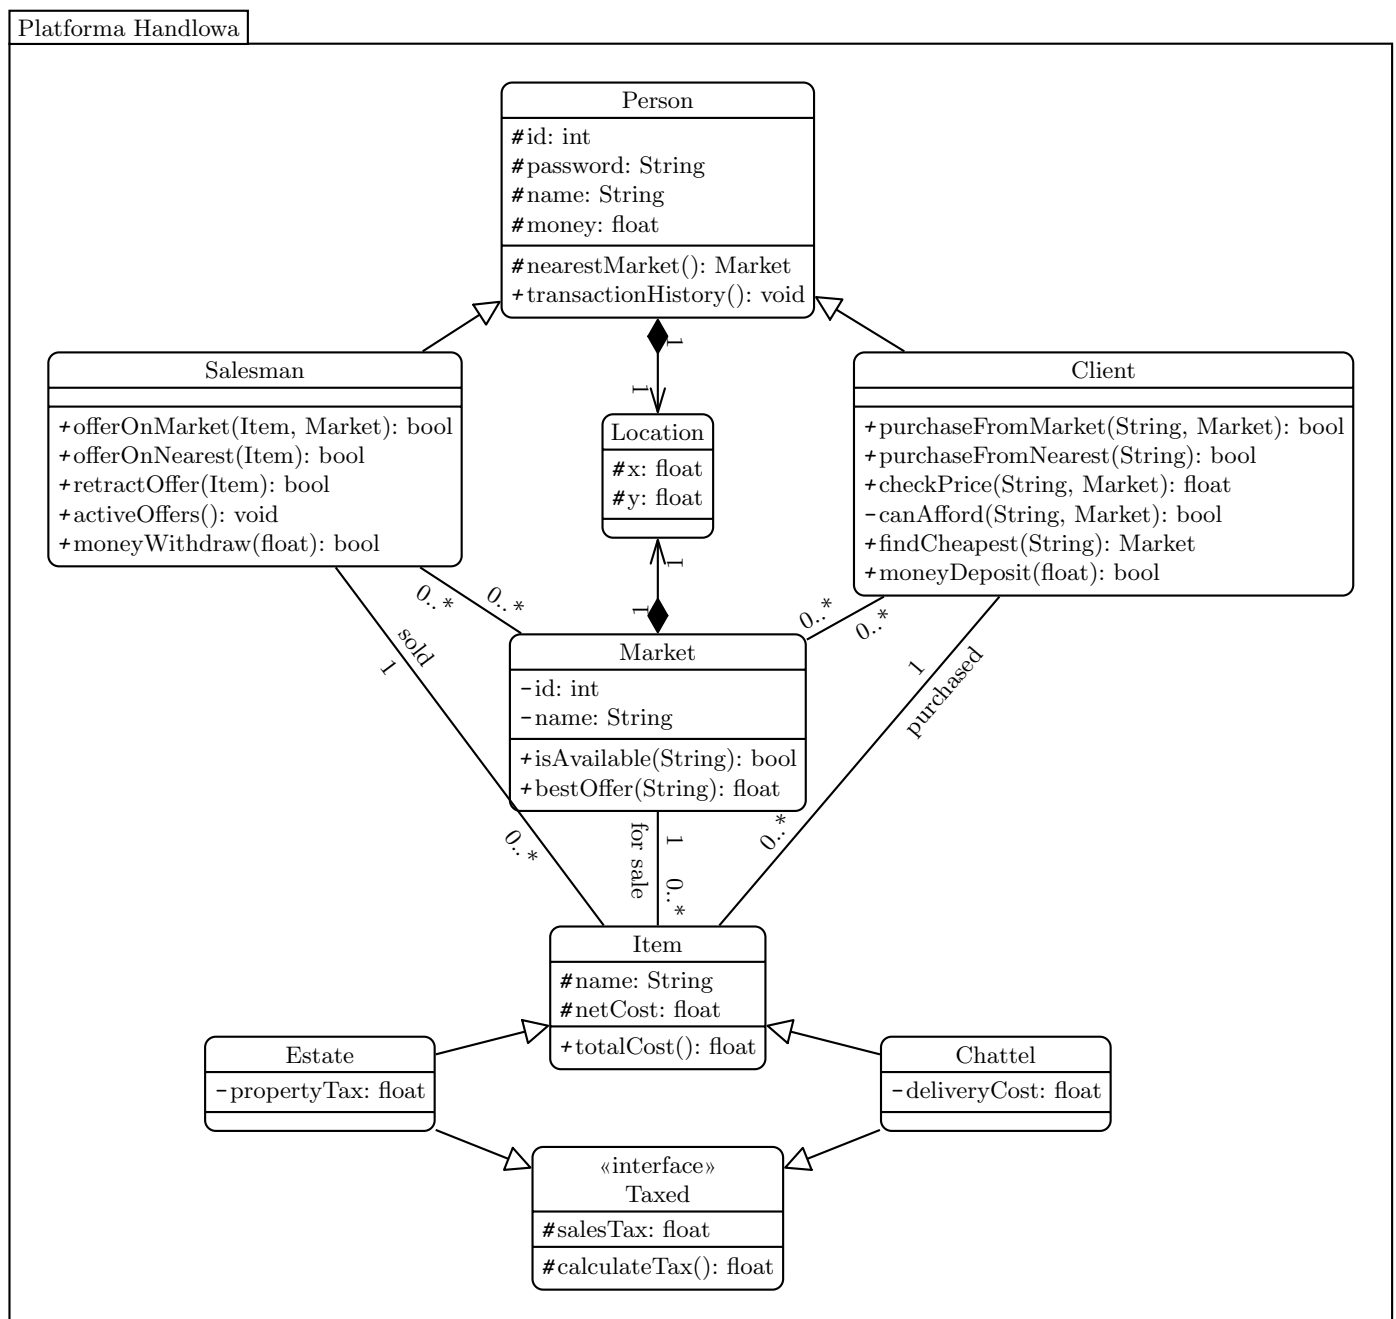 Platforma Handlowa
Person
#id: int
#password: String
#name: String
#money: float
#nearestMarket(): Market
+transactionHistory(): void
1
1
Salesman
+offerOnMarket(Item, Market): bool
+offerOnNearest(Item): bool
+retractOffer(Item): bool
+activeOffers(): void
+moneyWithdraw(float): bool
Location
#x: float
#y: float
Client
+purchaseFromMarket(String, Market): bool
+purchaseFromNearest(String): bool
+checkPrice(String, Market): float
-canAfford(String, Market): bool
+findCheapest(String): Market
+moneyDeposit(float): bool
1
1
0..*
0..*
0..*
0..*
sold
1
1
purchased
Market
-id: int
-name: String
+isAvailable(String): bool
+bestOffer(String): float
0..*
for sale
1
0..*
0..*
Item
#name: String
#netCost: float
+totalCost(): float
Estate
-propertyTax: float
Chattel
-deliveryCost: float
«interface»
Taxed
#salesTax: float
#calculateTax(): float